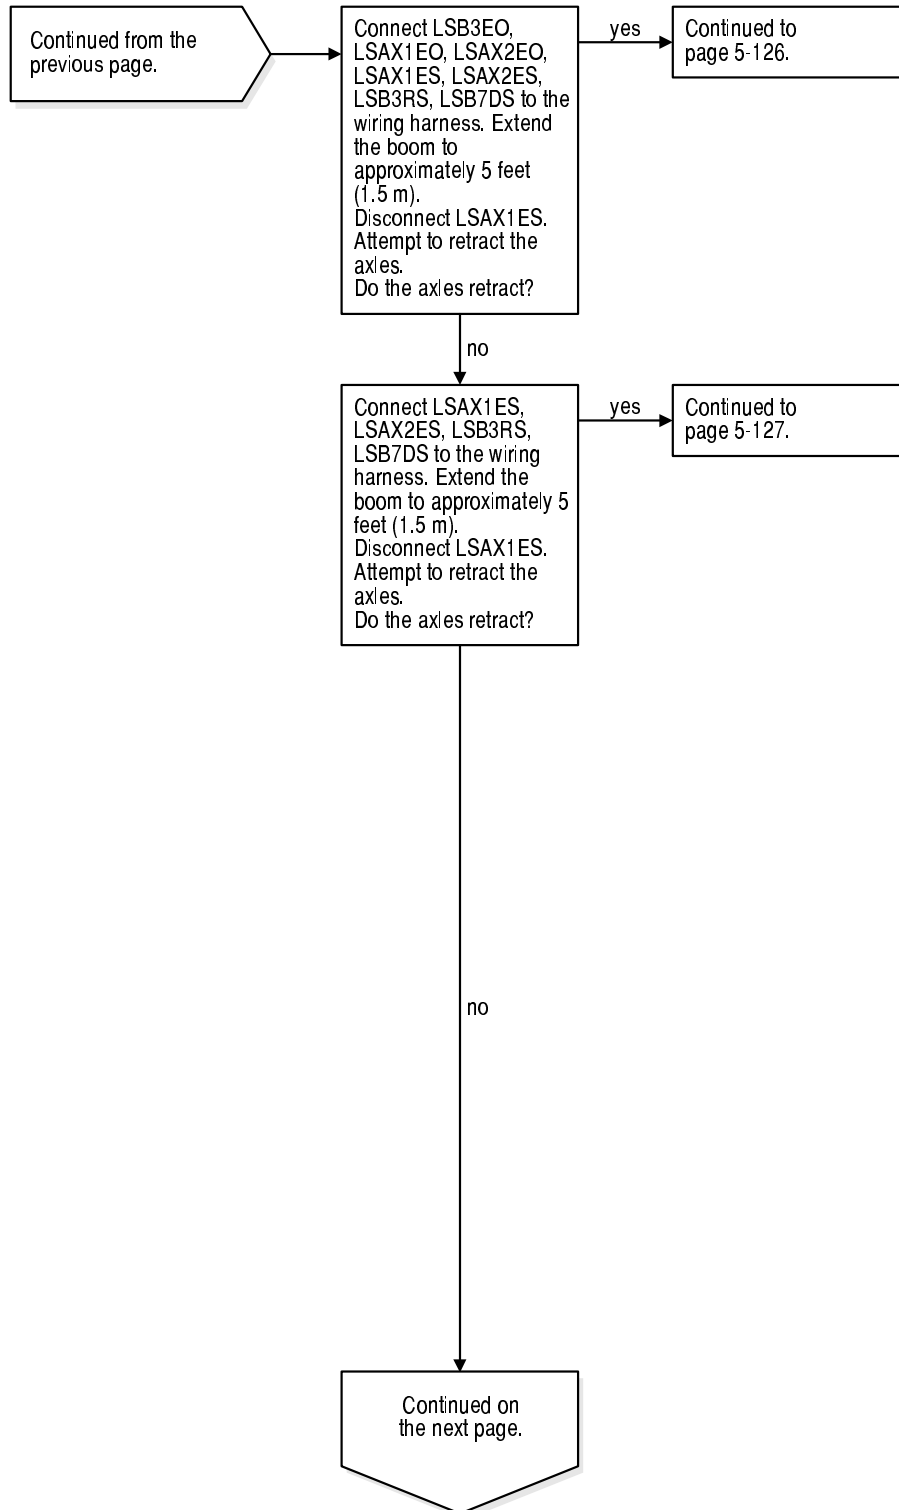 Continued from the
previous page.
Connect LSB3EO,
LSAX1EO, LSAX2EO,
LSAX1ES, LSAX2ES,
LSB3RS, LSB7DS to the
wiring harness. Extend
the boom to
approximately 5 feet
(1.5 m).
Disconnect LSAX1ES.
Attempt to retract the
axles.
Do the axles retract?
yes
Continued to
page 5-126.
no
Connect LSAX1ES,
LSAX2ES, LSB3RS,
LSB7DS to the wiring
harness. Extend the
boom to approximately 5
feet (1.5 m).
Disconnect LSAX1ES.
Attempt to retract the
axles.
Do the axles retract?
yes
Continued to
page 5-127.
no
Continued on
the next page.